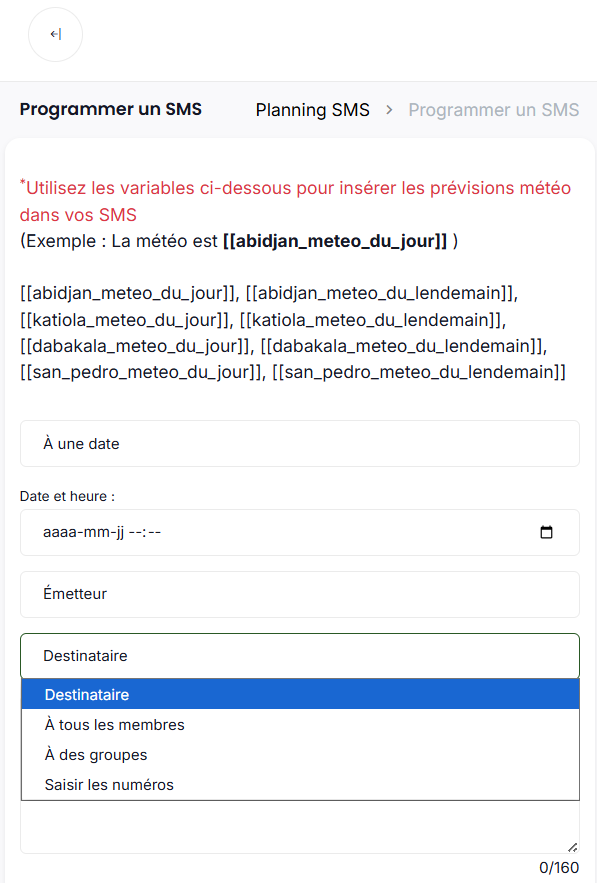 Programmer un SMS
Planning SMS > Programmer un SMS
*Utilisez les variables ci-dessous pour insérer les prévisions météo
dans vos SMS
(Exemple : La météo est [[abidjan_meteo_du_jour]] )
[[abidjan_meteo_du_jour]], [[abidjan_meteo_du_lendemain]],
[[katiola_meteo_du_jour]], [[katiola_meteo_du_lendemain]],
[[dabakala_meteo_du_jour]], [[dabakala_meteo_du_lendemain]],
[[san_pedro_meteo_du_jour]], [[san_pedro_meteo_du_lendemain]]
À une date
Date et heure :
aaaa-mm-jj --:--
Émetteur
Destinataire
Destinataire
À tous les membres
À des groupes
Saisir les numéros
0/160